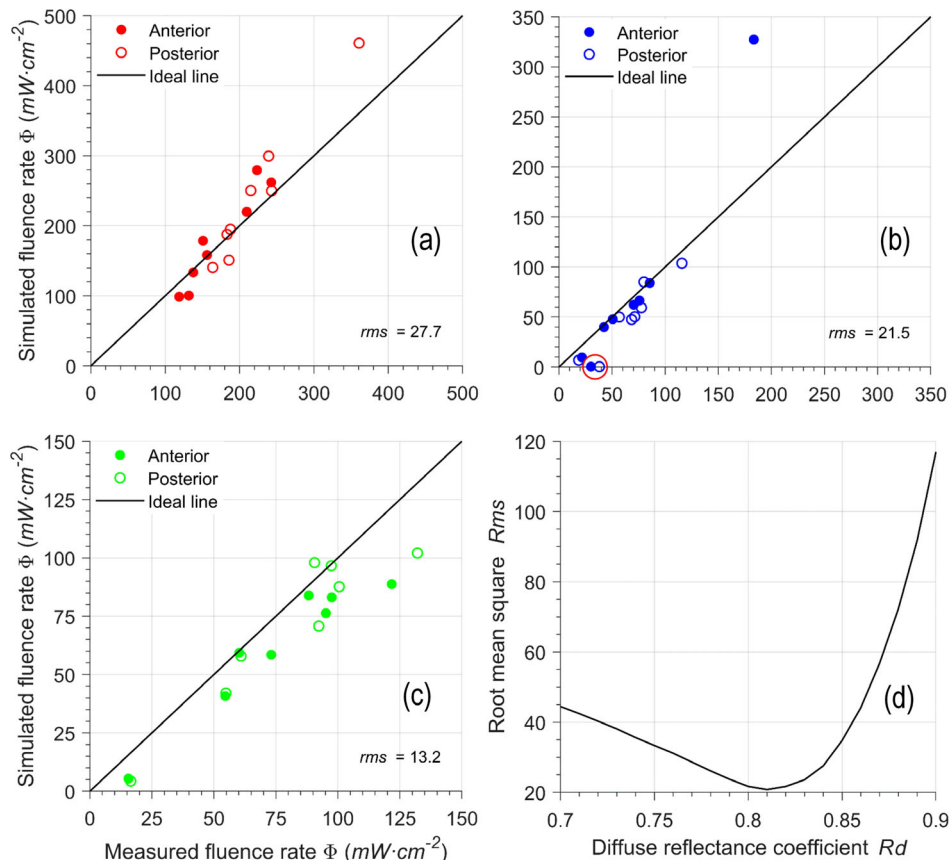 500
400
300
200
100
0
Simulated fluence rate Φ (mW·cm⁻²)
Anterior
Posterior
Ideal line
(a)
rms = 27.7
0 100 200 300 400 500
350
300
250
200
150
100
50
0
Anterior
Posterior
Ideal line
(b)
rms = 21.5
0 50 100 150 200 250 300 350
150
125
100
75
50
25
0
Simulated fluence rate Φ (mW·cm⁻²)
Anterior
Posterior
Ideal line
(c)
rms = 13.2
0 25 50 75 100 125 150
Measured fluence rate Φ (mW·cm⁻²)
120
100
80
60
40
20
Root mean square Rms
(d)
0.7 0.75 0.8 0.85 0.9
Diffuse reflectance coefficient Rd